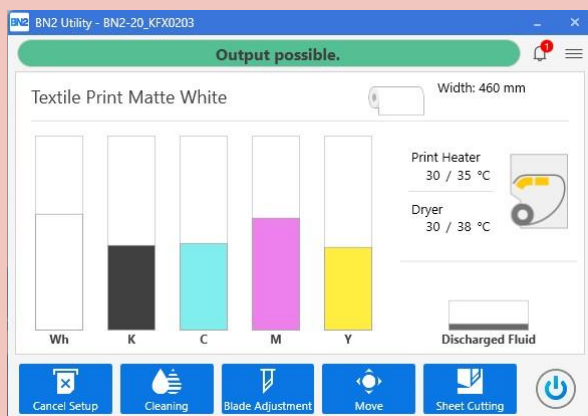 BN2 BN2 Utility - BN2-20_KFX0203
Output possible.
1
Textile Print Matte White
Width: 460 mm
Print Heater
30 / 35 °C
Dryer
30 / 38 °C
Wh K C M Y
Discharged Fluid
Cancel Setup
Cleaning
Blade Adjustment
Move
Sheet Cutting